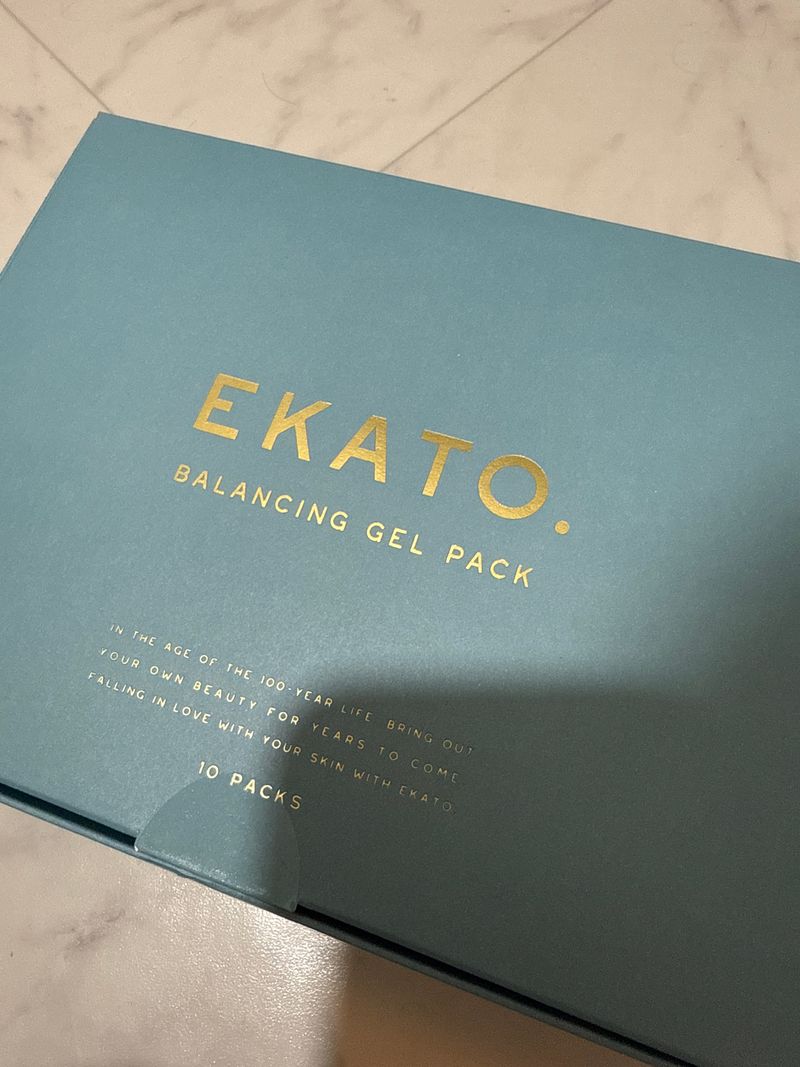 EKATO.
BALANCING GEL PACK
IN THE AGE OF THE 100-YEAR LIFE. BRING OUT
YOUR OWN BEAUTY FOR YEARS TO COME.
FALLING IN LOVE WITH YOUR SKIN WITH EKATO.
10 PACKS